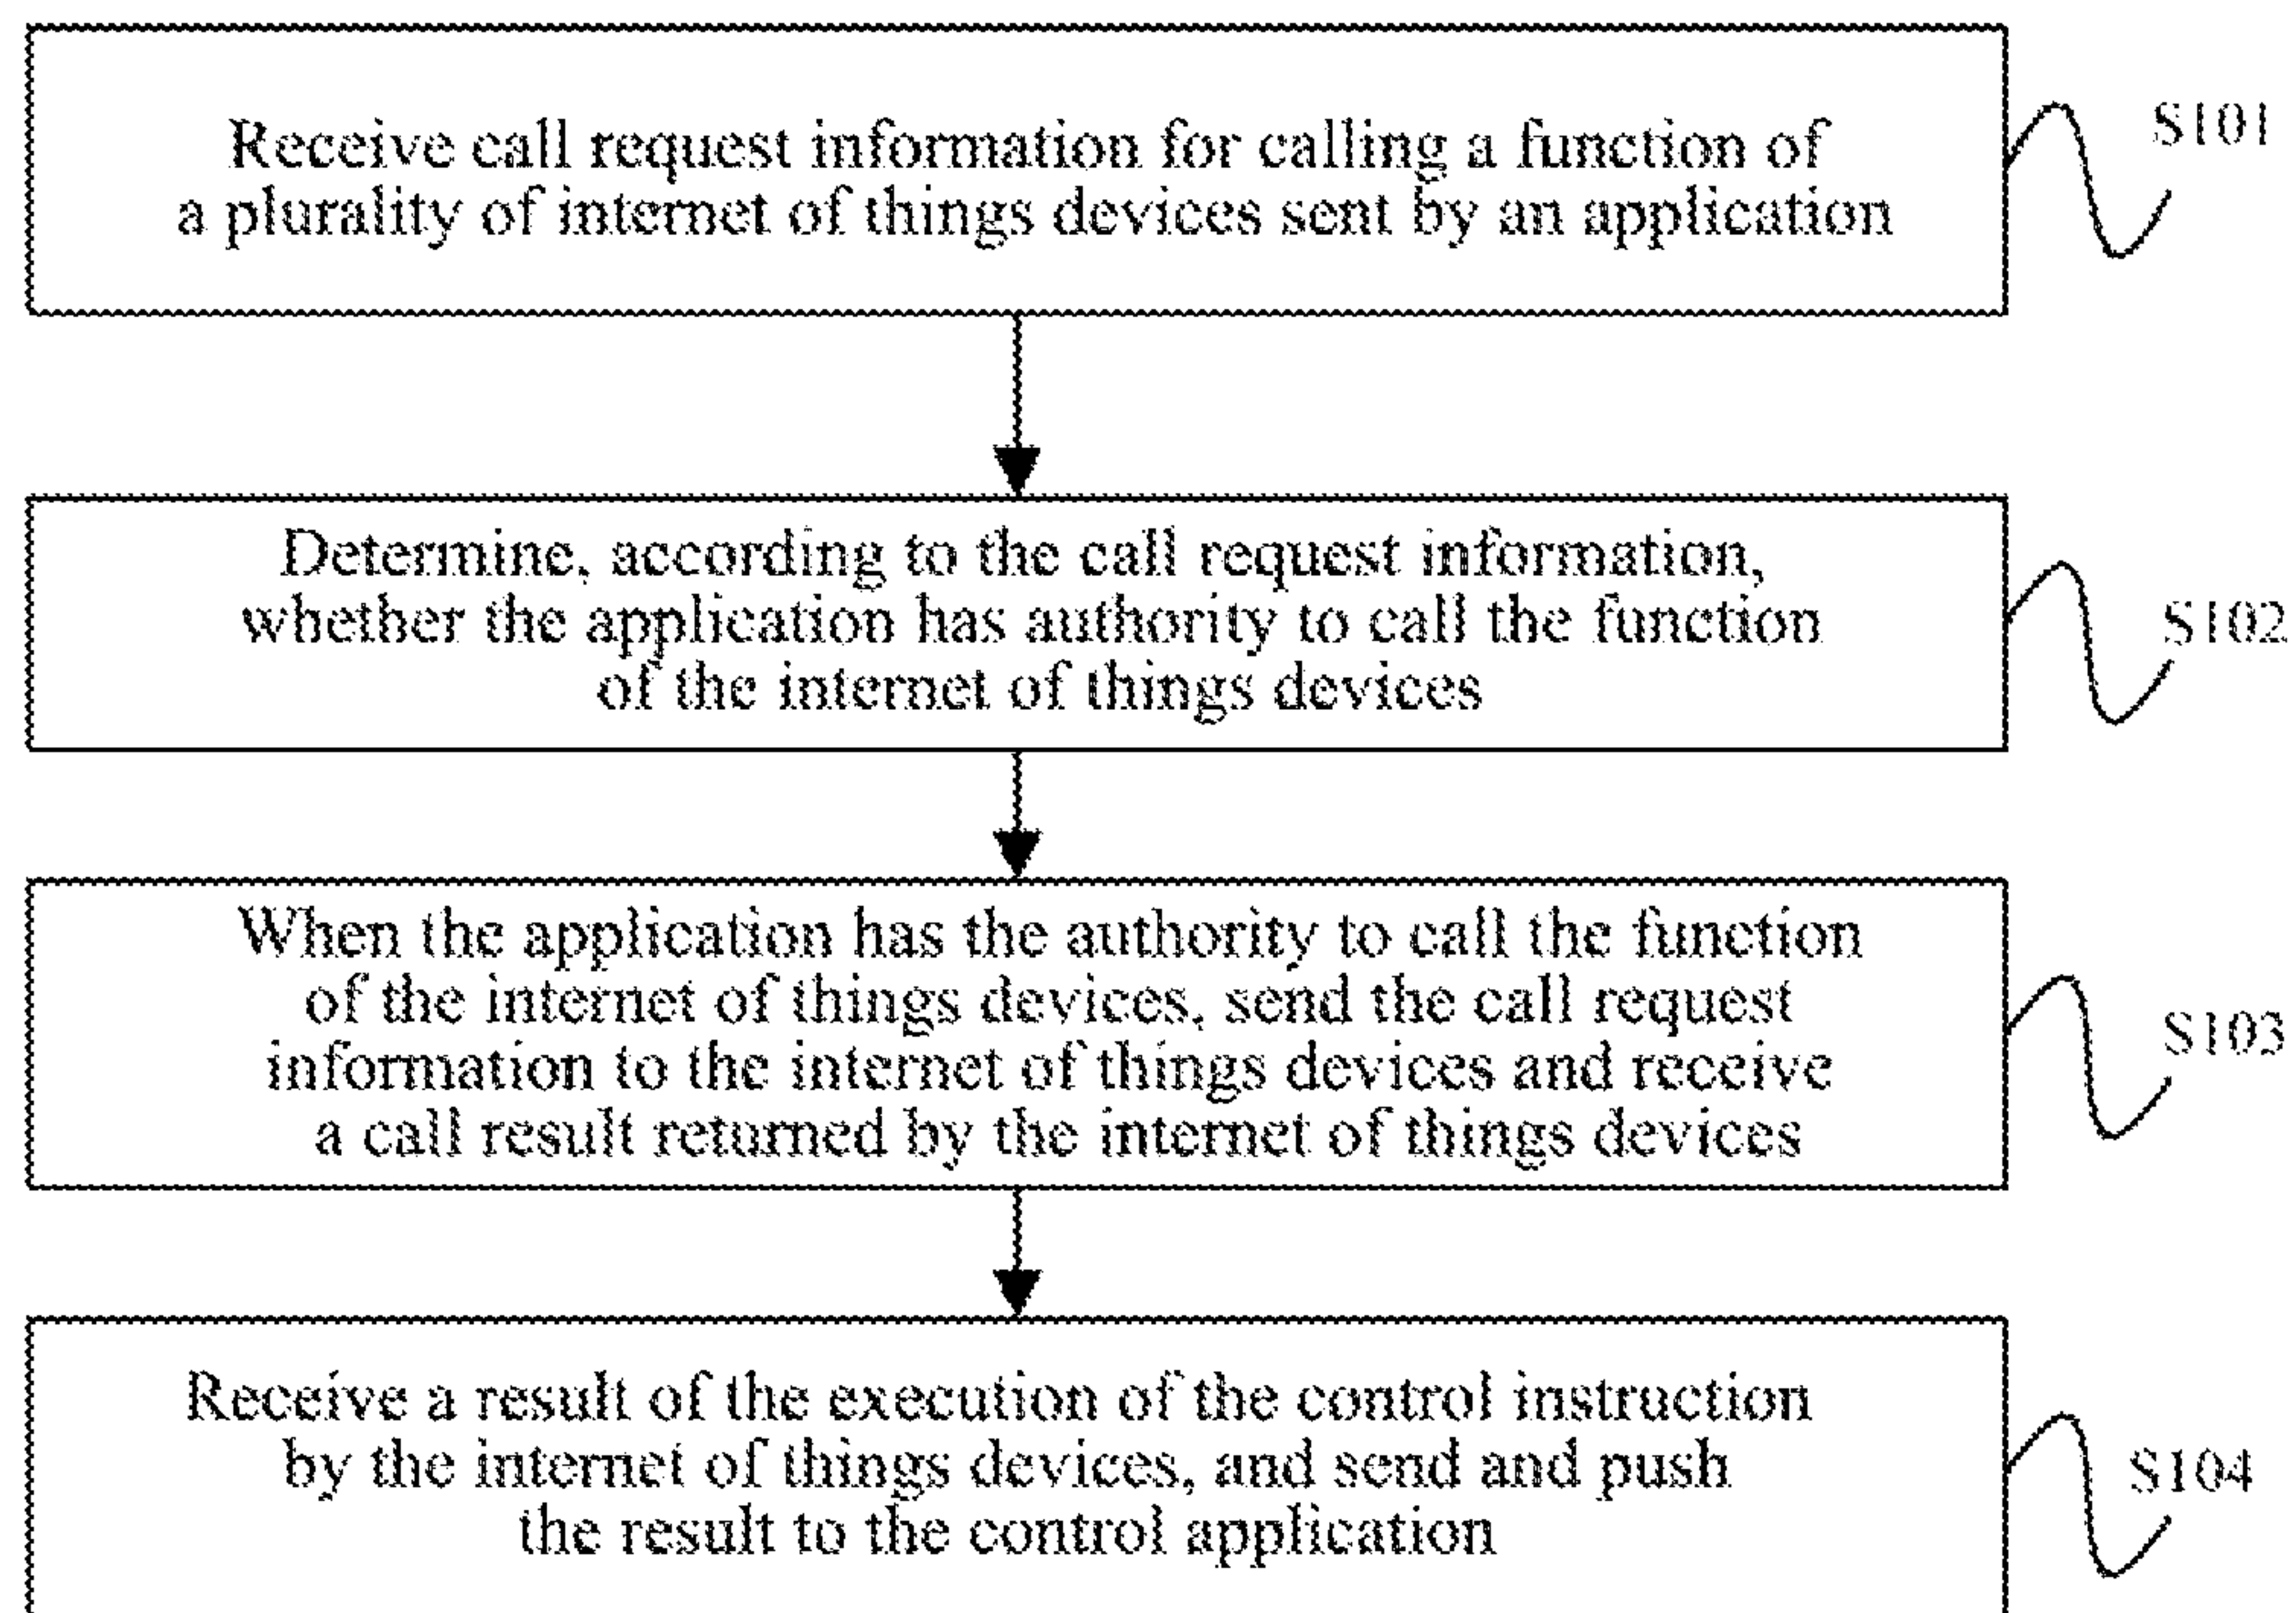 Receive call request information for calling a function of
a plurality of internet of things devices sent by an application
S101
Determine, according to the call request information,
whether the application has authority to call the function
of the internet of things devices
S102
When the application has the authority to call the function
of the internet of things devices, send the call request
information to the internet of things devices and receive
a call result returned by the internet of things devices
S103
Receive a result of the execution of the control instruction
by the internet of things devices, and send and push
the result to the control application
S104